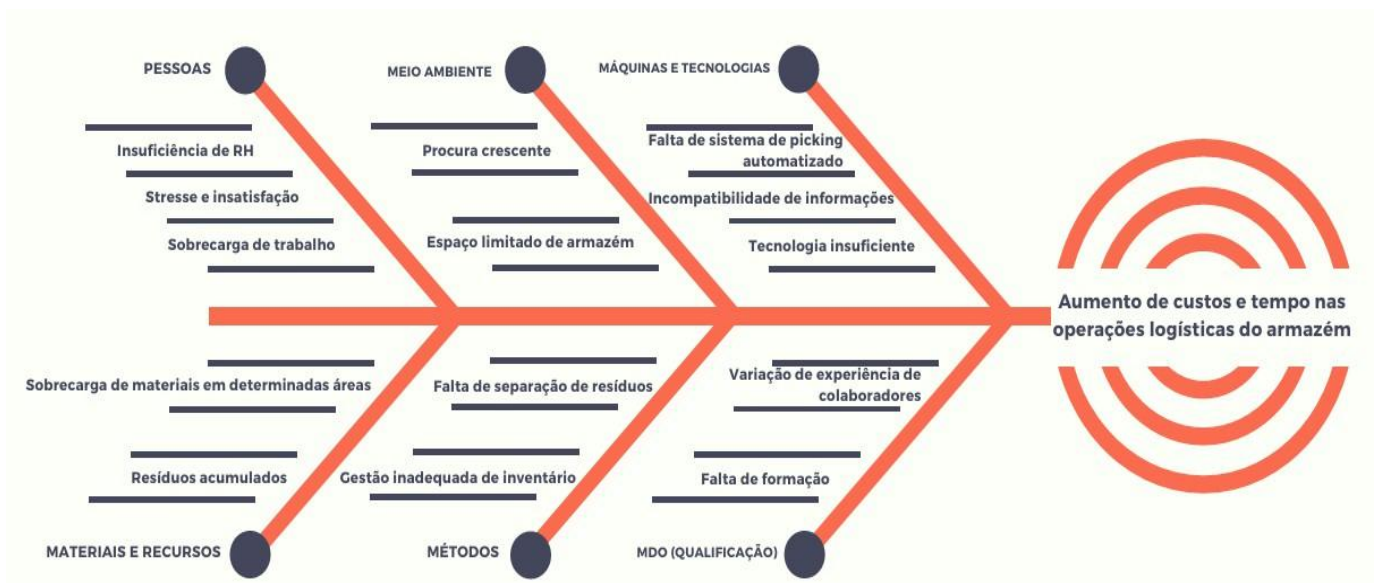 PESSOAS
MEIO AMBIENTE
MÁQUINAS E TECNOLOGIAS
Insuficiência de RH
Stresse e insatisfação
Sobrecarga de trabalho
Procura crescente
Espaço limitado de armazém
Falta de sistema de picking
automatizado
Incompatibilidade de informações
Tecnologia insuficiente
Aumento de custos e tempo nas
operações logísticas do armazém
Sobrecarga de materiais em determinadas áreas
Resíduos acumulados
Falta de separação de resíduos
Gestão inadequada de inventário
Variação de experiência de
colaboradores
Falta de formação
MATERIAIS E RECURSOS
MÉTODOS
MDO (QUALIFICAÇÃO)